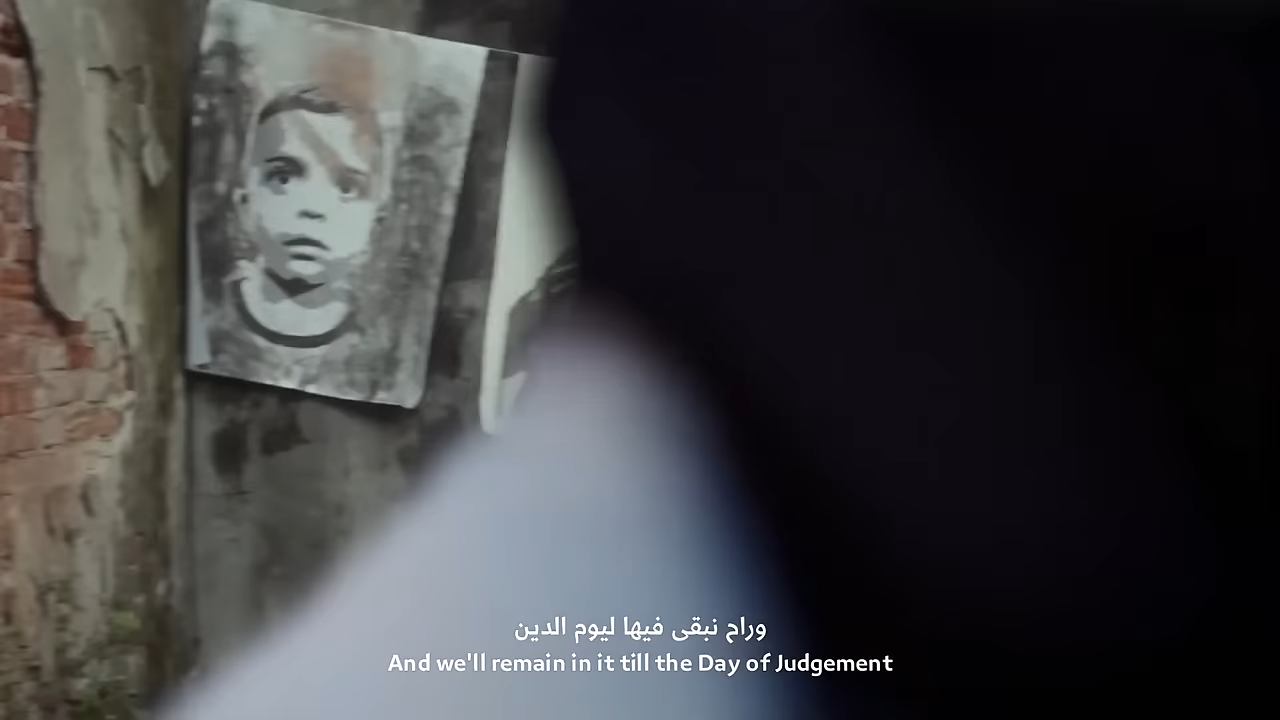 وراح نبقى فيها ليوم الدين
And we'll remain in it till the Day of Judgement